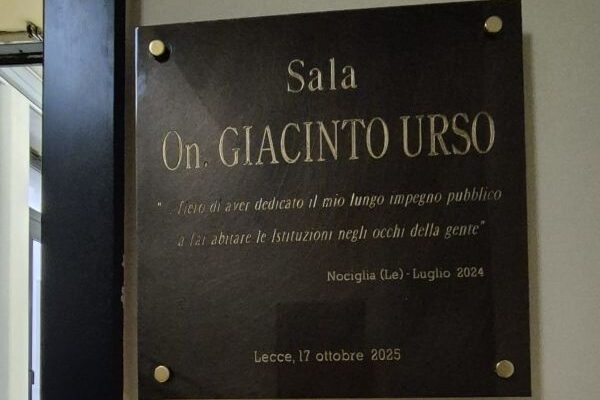 Sala
On. GIACINTO URSO
"...fiero di aver dedicato il mio lungo impegno pubblico
a far abitare le Istituzioni negli occhi della gente"
Nociglia (Le) - Luglio 2024
Lecce, 17 ottobre 2025